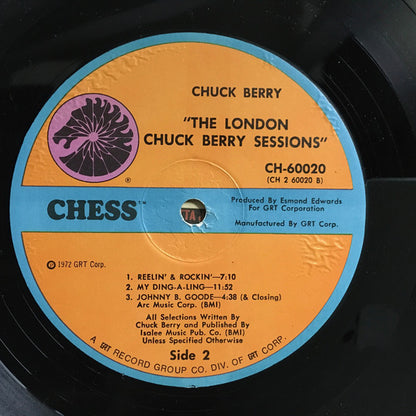 CHUCK BERRY
"THE LONDON
CHUCK BERRY SESSIONS"
CH-60020
(CH 2 60020 B)
®
CHESS™
Produced By Esmond Edwards
For GRT Corporation
Manufactured By GRT Corp.
℗ 1972 GRT Corp.
1. REELIN' & ROCKIN'—7:10
2. MY DING-A-LING—11:52
3. JOHNNY B. GOODE—4:38 (& Closing)
Arc Music Corp. (BMI)
All Selections Written By
Chuck Berry and Published By
Isalee Music Pub. Co. (BMI)
Unless Specified Otherwise
Side 2
A GRT RECORD GROUP CO. DIV. OF GRT CORP.